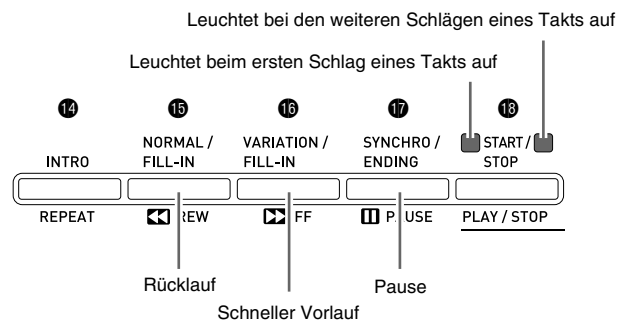 Leuchtet bei den weiteren Schlägen eines Takts auf
Leuchtet beim ersten Schlag eines Takts auf
⓮ ⓯ ⓰ ⓱ ⓲
INTRO
NORMAL / FILL-IN
VARIATION / FILL-IN
SYNCHRO / ENDING
START / STOP
REPEAT
REW
FF
PAUSE
PLAY / STOP
Rücklauf
Schneller Vorlauf
Pause